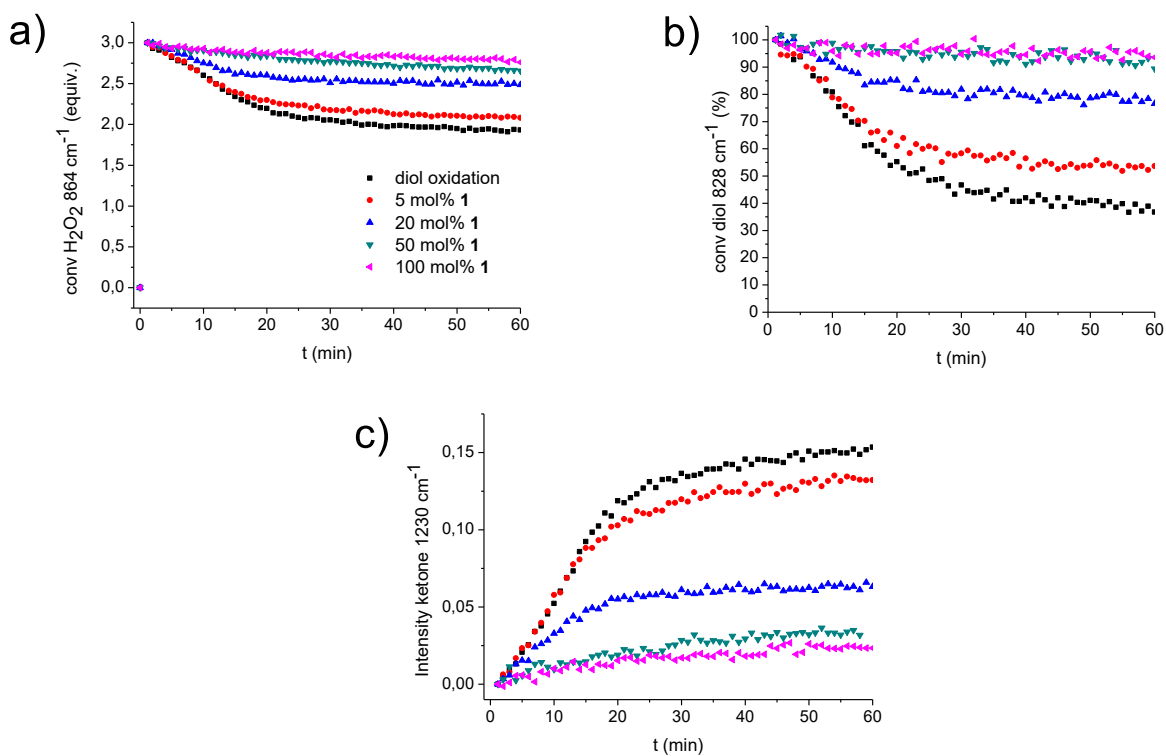 a)
3,0
2,5
2,0
1,5
1,0
0,5
0,0
conv H2O2 864 cm-1 (equiv.)
diol oxidation
5 mol% 1
20 mol% 1
50 mol% 1
100 mol% 1
0 10 20 30 40 50 60
t (min)
b)
100
90
80
70
60
50
40
30
20
10
0
conv diol 828 cm-1 (%)
0 10 20 30 40 50 60
t (min)
c)
0,15
0,10
0,05
0,00
Intensity ketone 1230 cm-1
0 10 20 30 40 50 60
t (min)